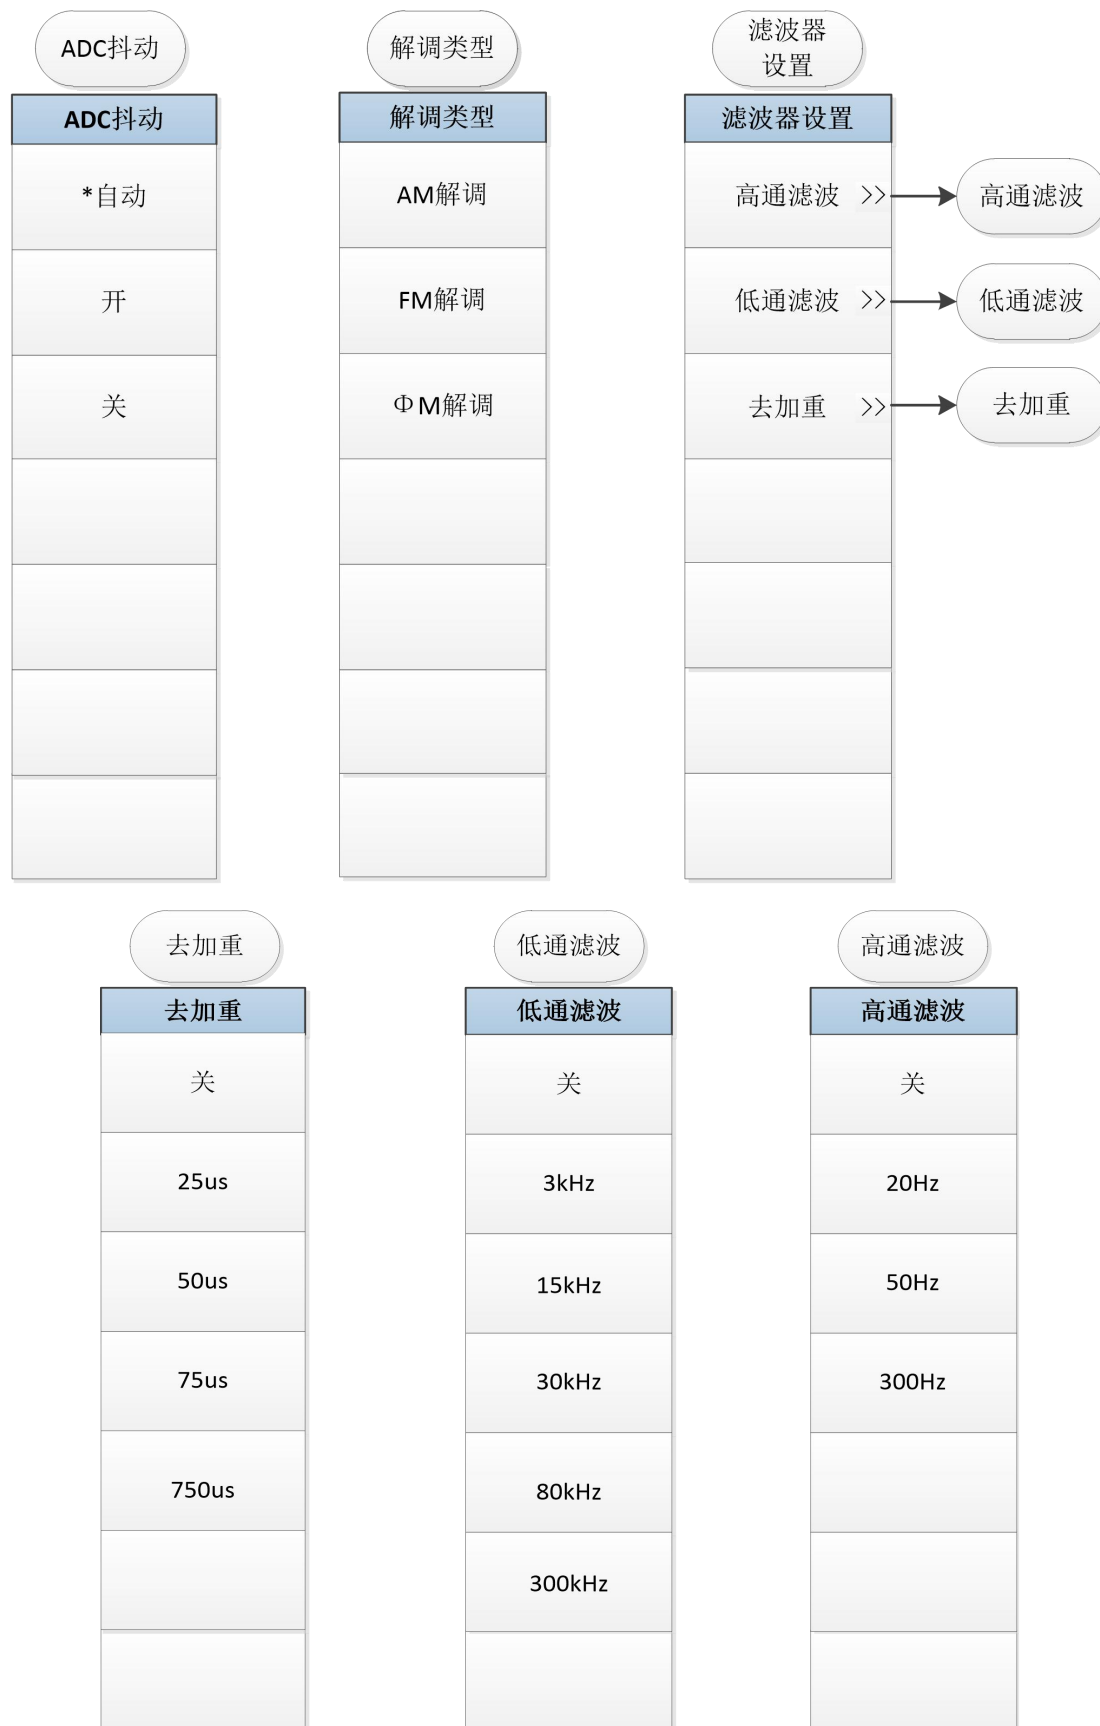 ADC抖动
解调类型
滤波器
设置
ADC抖动
*自动
开
关
解调类型
AM解调
FM解调
ΦM解调
滤波器设置
高通滤波 >>
高通滤波
低通滤波 >>
低通滤波
去加重 >>
去加重
去加重
去加重
关
25us
50us
75us
750us
低通滤波
低通滤波
关
3kHz
15kHz
30kHz
80kHz
300kHz
高通滤波
高通滤波
关
20Hz
50Hz
300Hz